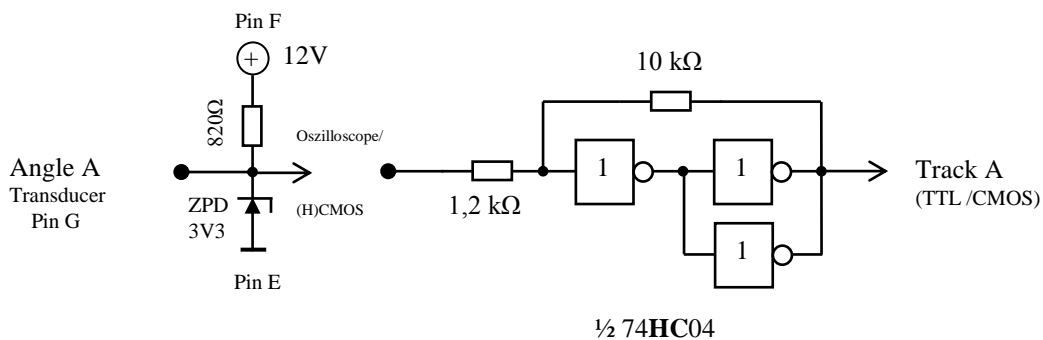 Pin F
12V
820Ω
Angle A
Transducer
Pin G
Oszilloscope/
(H)CMOS
ZPD
3V3
Pin E
10 kΩ
1,2 kΩ
1
1
1
Track A
(TTL /CMOS)
½ 74HC04